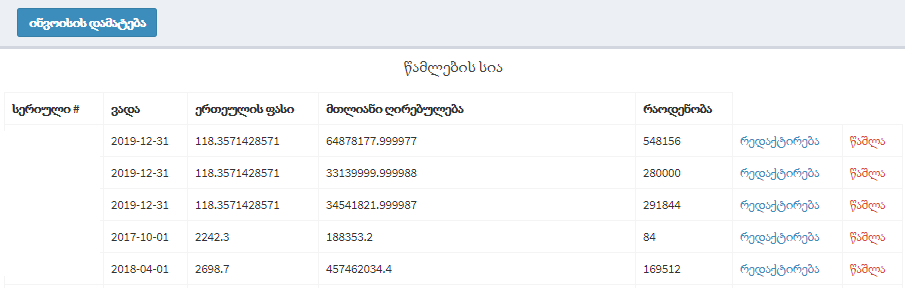 ინვოისის დამატება
წამლების სია
სერიული # ვადა ერთეულის ფასი მთლიანი ღირებულება რაოდენობა
2019-12-31 118.3571428571 64878177.999977 548156 რედაქტირება წაშლა
2019-12-31 118.3571428571 33139999.999988 280000 რედაქტირება წაშლა
2019-12-31 118.3571428571 34541821.999987 291844 რედაქტირება წაშლა
2017-10-01 2242.3 188353.2 84 რედაქტირება წაშლა
2018-04-01 2698.7 457462034.4 169512 რედაქტირება წაშლა